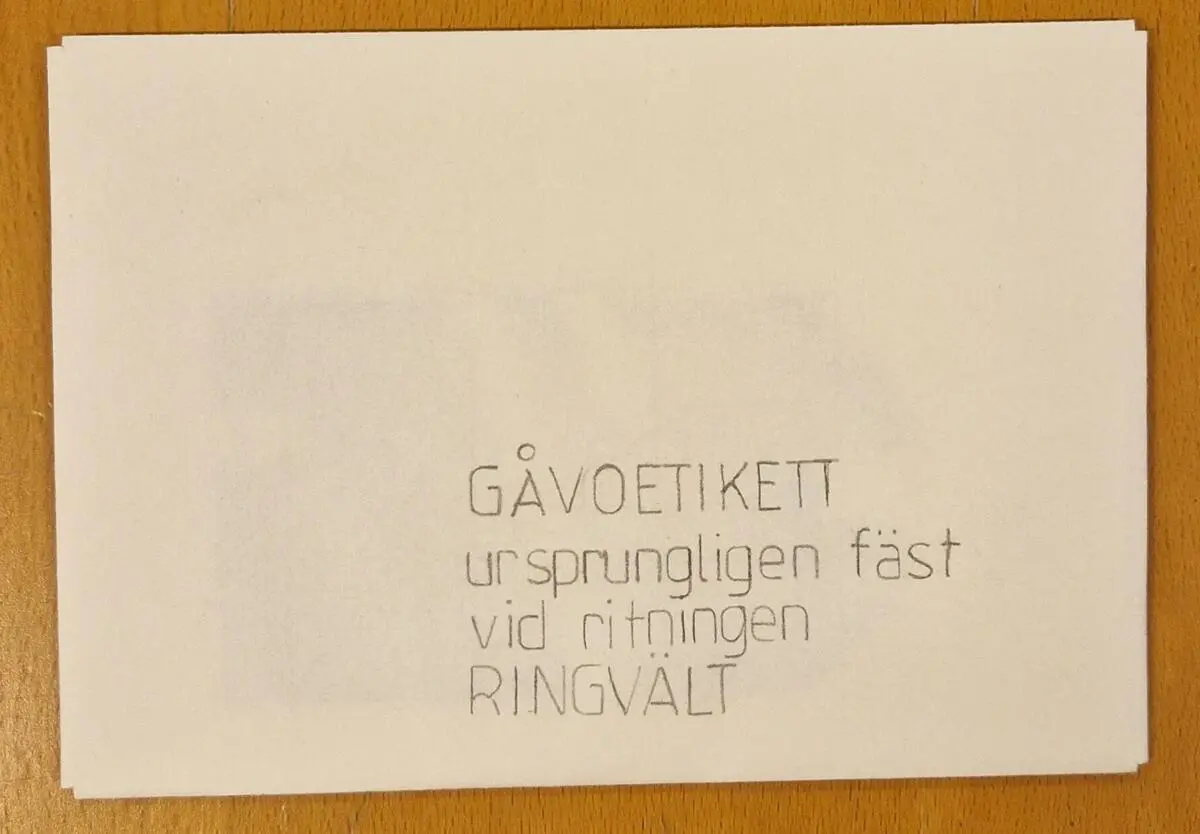 GÅVOETIKETT
ursprungligen fäst
vid ritningen
RINGVÄLT